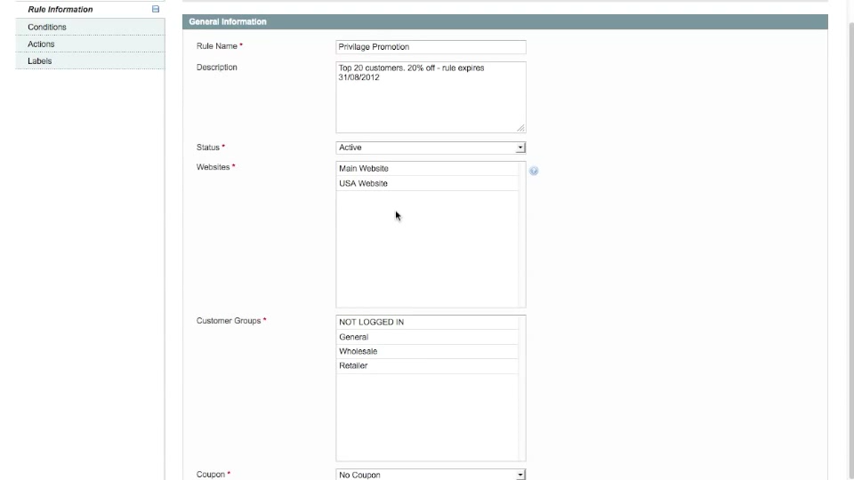 Rule Information
Conditions
Actions
Labels
General Information
Rule Name *
Privilage Promotion
Description
Top 20 customers. 20% off - rule expires
31/08/2012
Status *
Active
Websites *
Main Website
USA Website
Customer Groups *
NOT LOGGED IN
General
Wholesale
Retailer
Coupon *
No Coupon